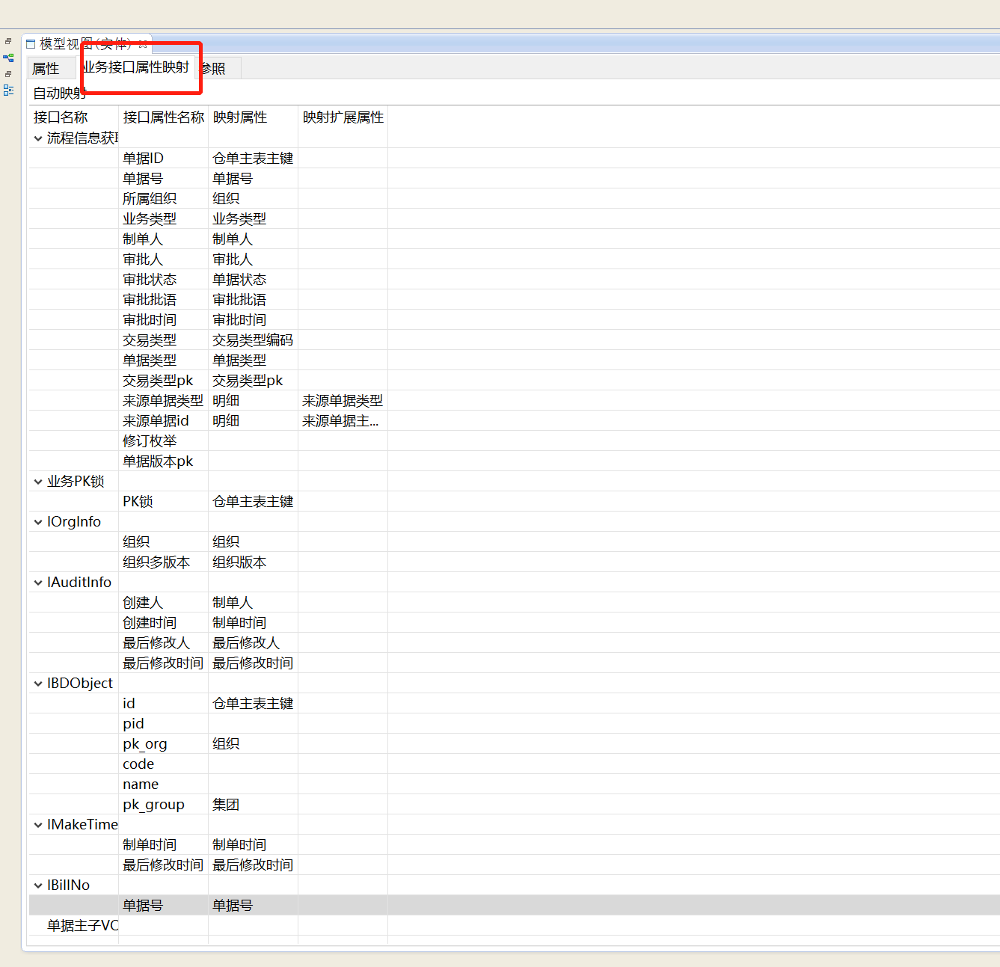 模型视图(实体)
属性 业务接口属性映射 参照
自动映射
接口名称 接口属性名称 映射属性 映射扩展属性
流程信息获取
单据ID 仓单主表主键
单据号 单据号
所属组织 组织
业务类型 业务类型
制单人 制单人
审批人 审批人
审批状态 单据状态
审批批语 审批批语
审批时间 审批时间
交易类型 交易类型编码
单据类型 单据类型
交易类型pk 交易类型pk
来源单据类型 明细 来源单据类型
来源单据id 明细 来源单据主...
修订枚举
单据版本pk
业务PK锁
PK锁 仓单主表主键
IOrgInfo
组织 组织
组织多版本 组织版本
IAuditInfo
创建人 制单人
创建时间 制单时间
最后修改人 最后修改人
最后修改时间 最后修改时间
IBDObject
id 仓单主表主键
pid
pk_org 组织
code
name
pk_group 集团
IMakeTime
制单时间 制单时间
最后修改时间 最后修改时间
IBillNo
单据号 单据号
单据主子VO